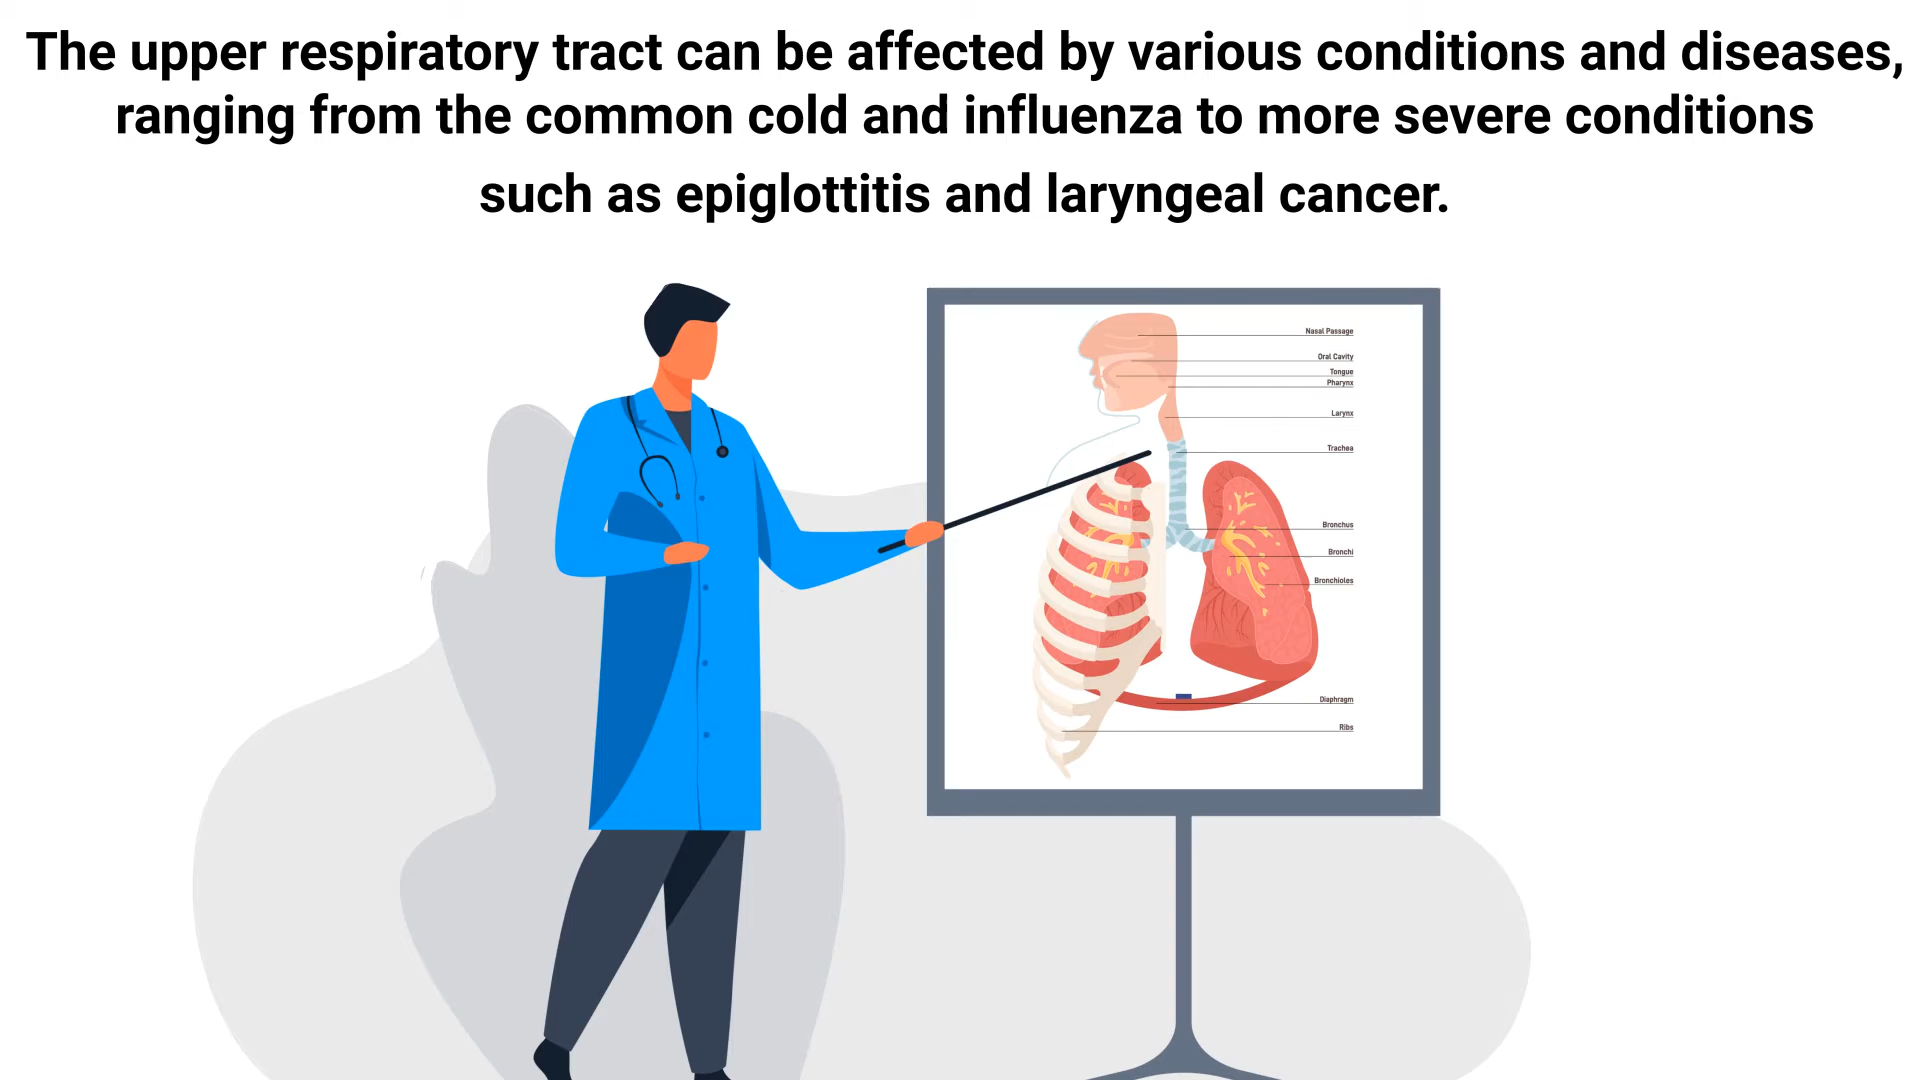 The upper respiratory tract can be affected by various conditions and diseases,
ranging from the common cold and influenza to more severe conditions
such as epiglottitis and laryngeal cancer.
Nasal Passage
Oral Cavity
Tongue
Pharynx
Larynx
Trachea
Bronchus
Bronchi
Bronchioles
Diaphragm
Ribs